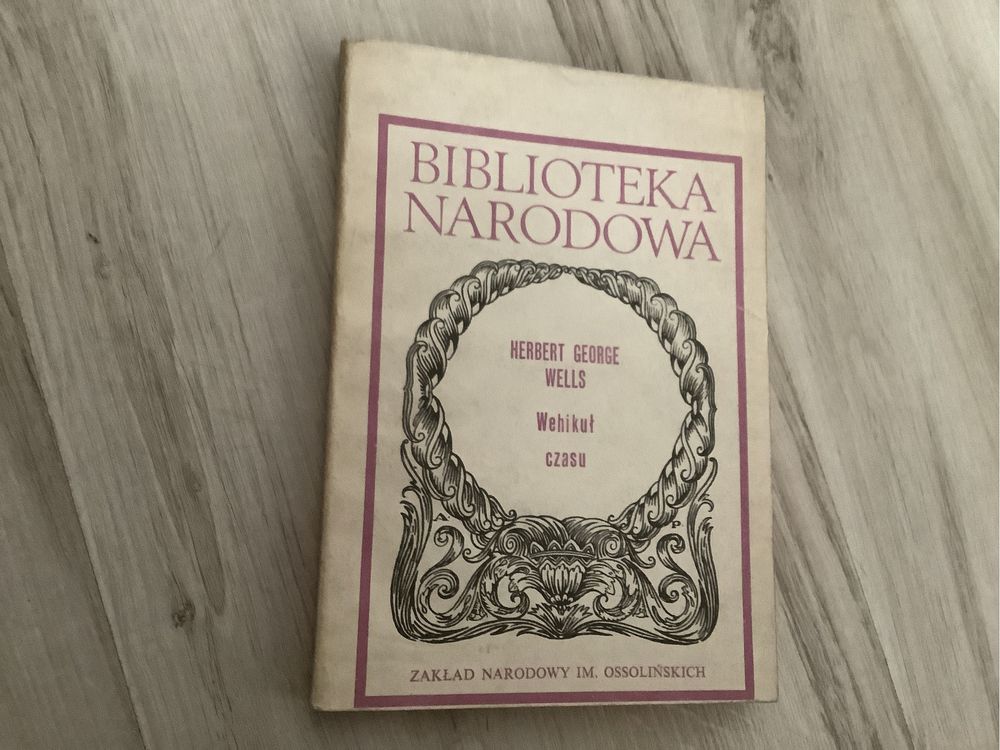 BIBLIOTEKA
NARODOWA
HERBERT GEORGE
WELLS
Wehikuł
czasu
ZAKŁAD NARODOWY IM. OSSOLIŃSKICH